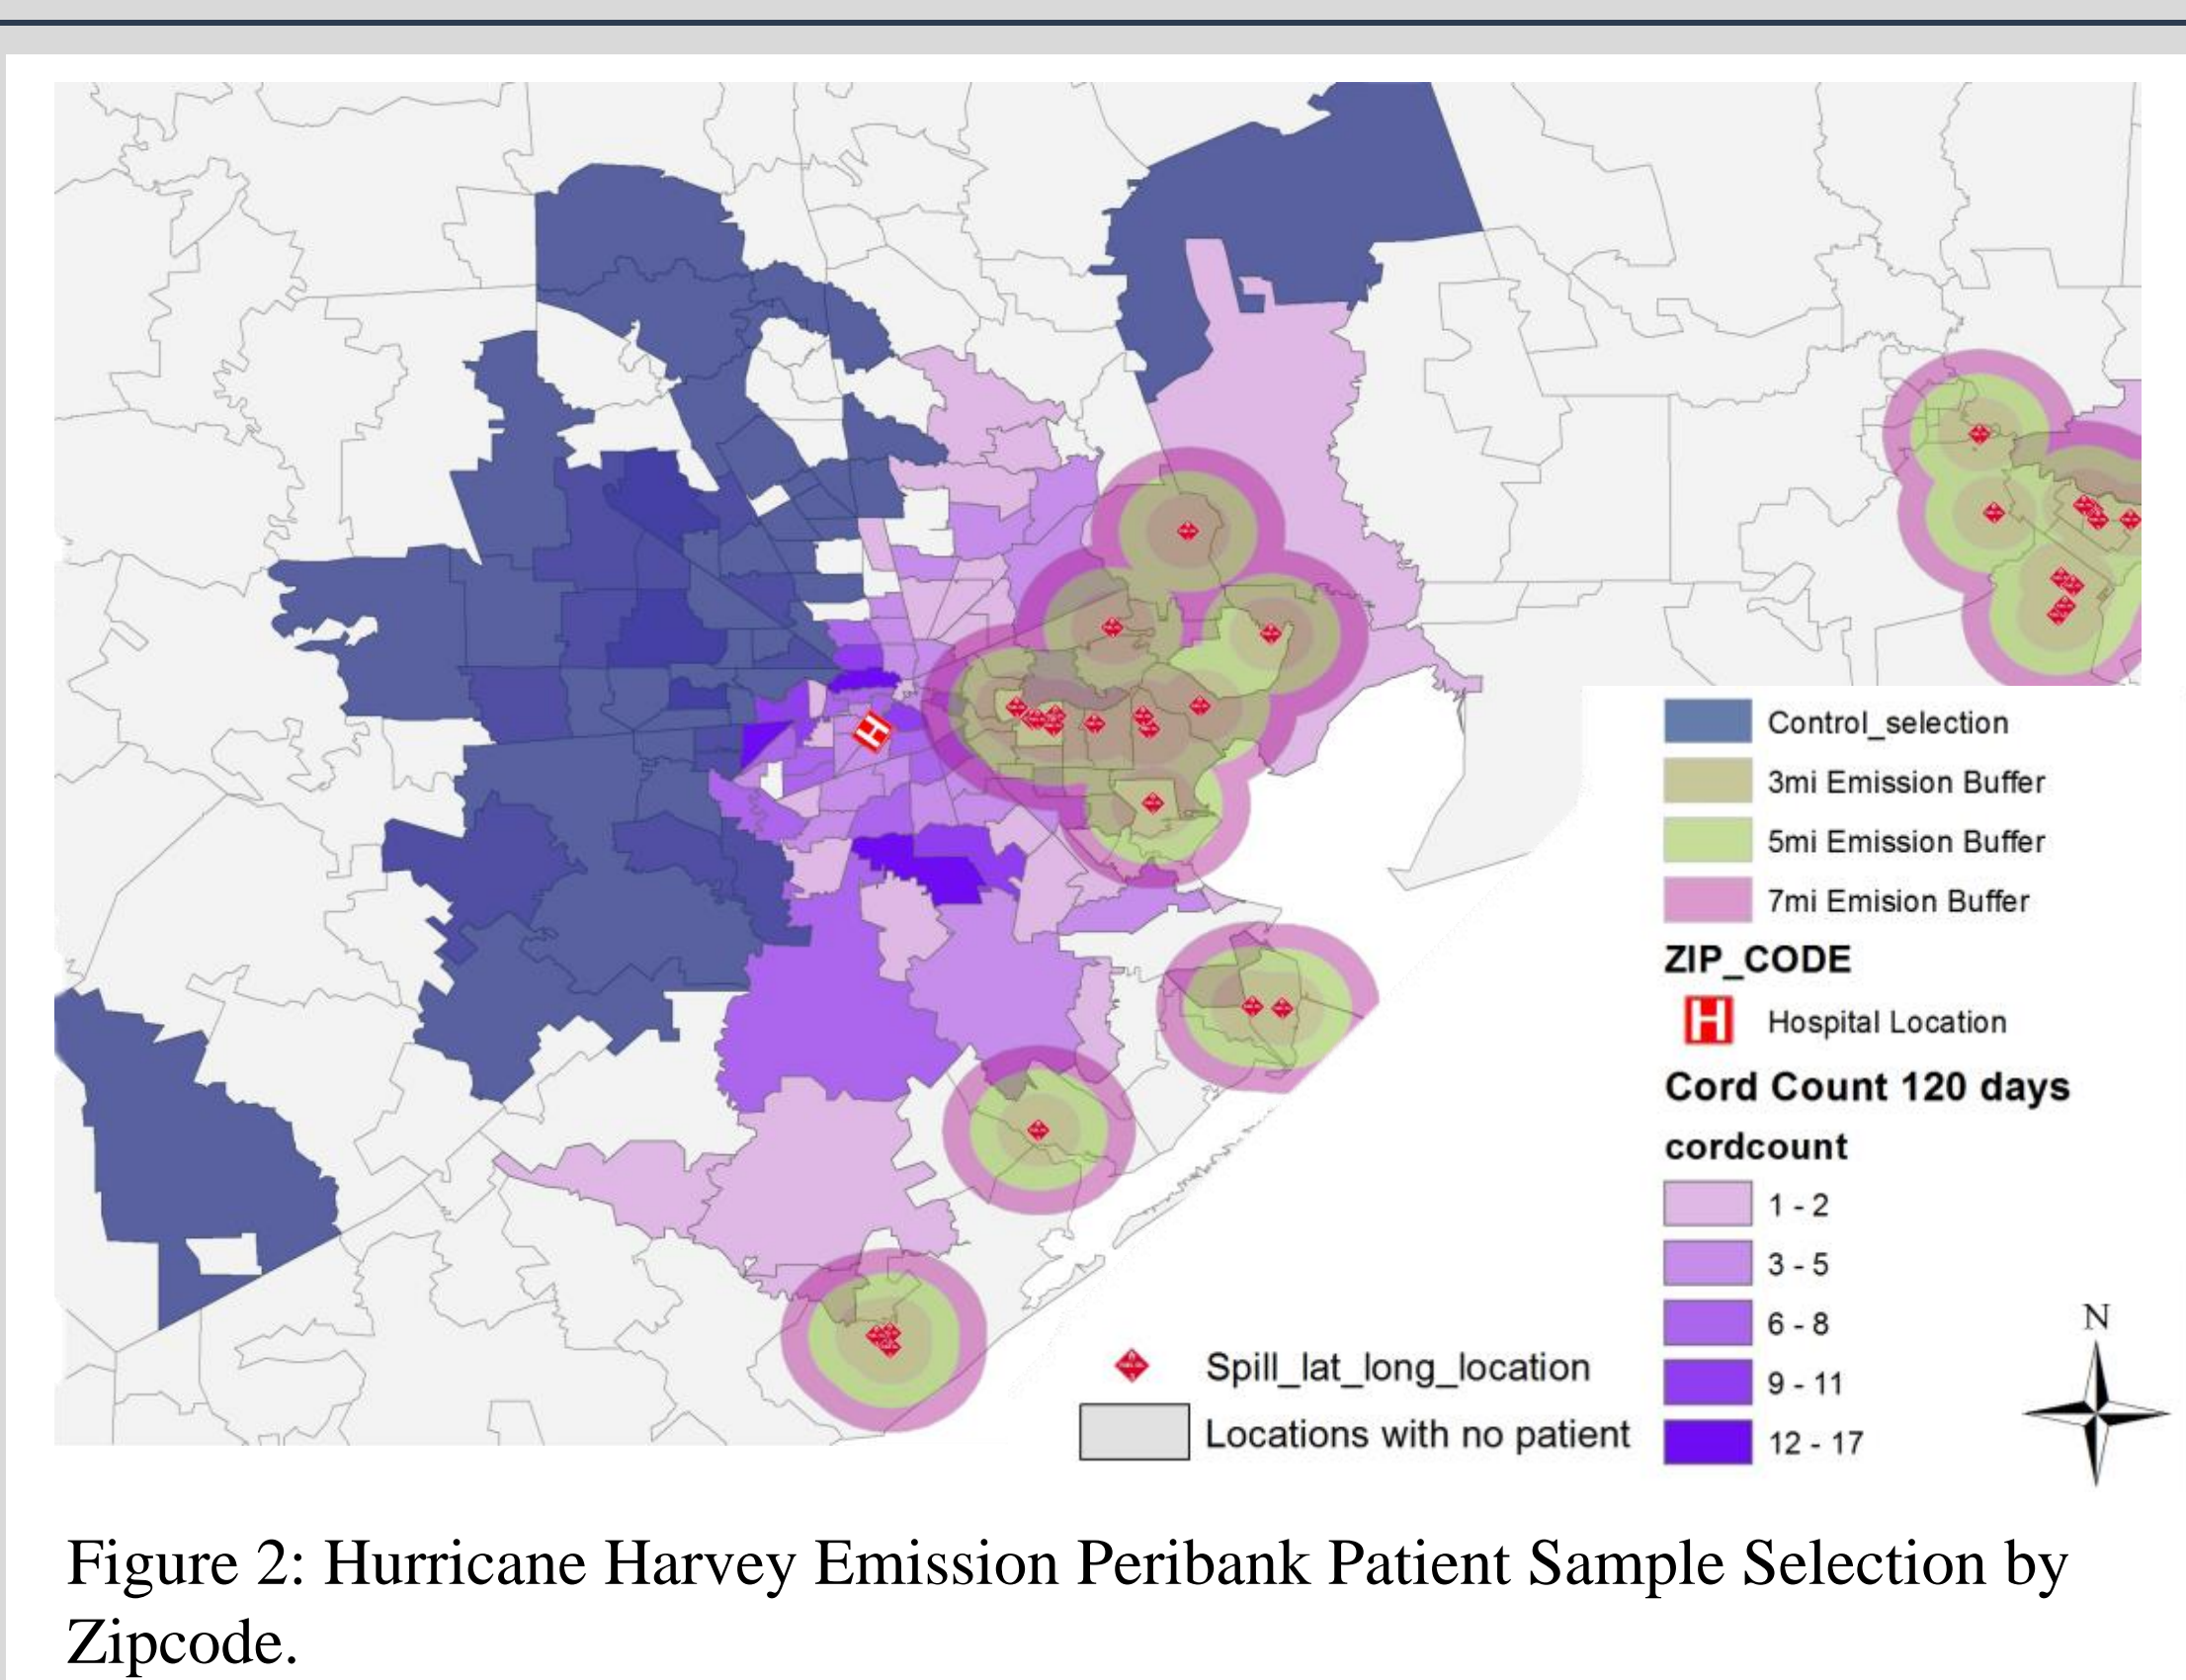 Control_selection
3mi Emission Buffer
5mi Emission Buffer
7mi Emision Buffer
ZIP_CODE
H
H Hospital Location
Cord Count 120 days
cordcount
1 - 2
3 - 5
6 - 8
9 - 11
12 - 17
N
Spill_lat_long_location
Locations with no patient
Figure 2: Hurricane Harvey Emission Peribank Patient Sample Selection by
Zipcode.